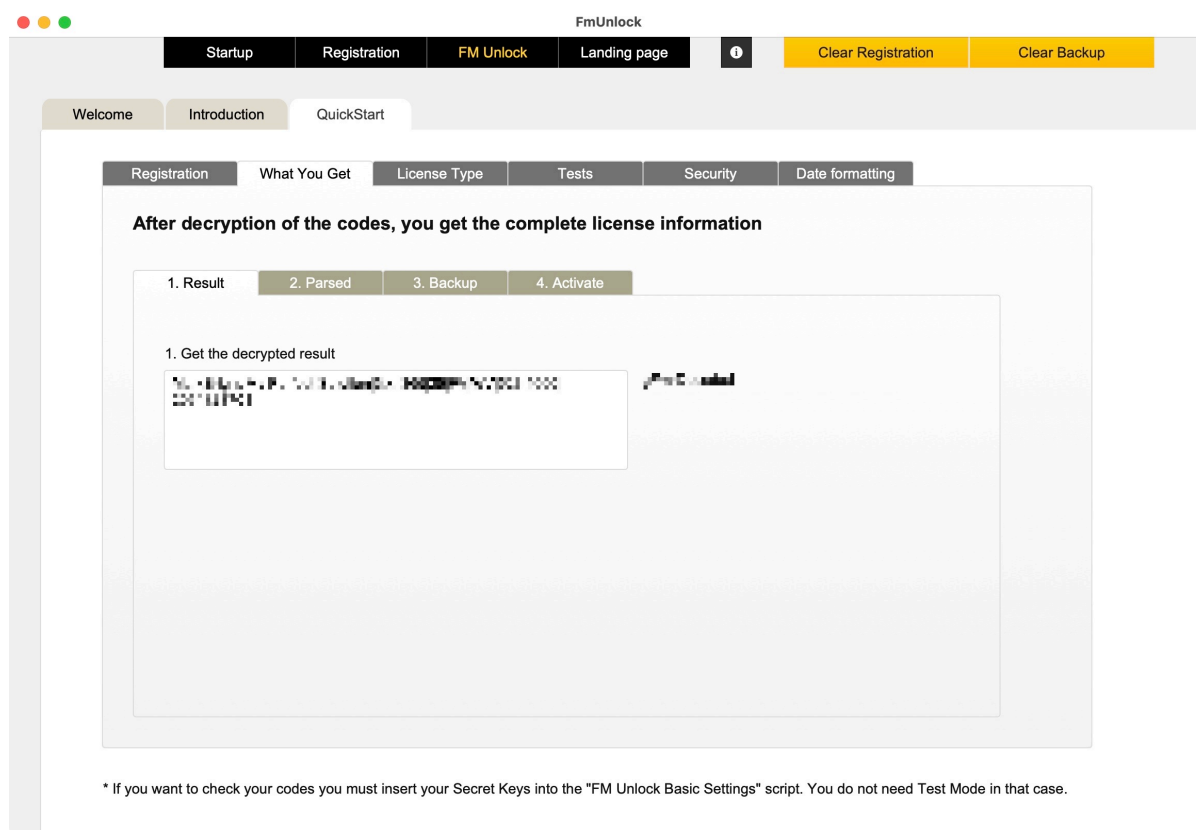 FmUnlock
Startup Registration FM Unlock Landing page i Clear Registration Clear Backup
Welcome Introduction QuickStart
Registration What You Get License Type Tests Security Date formatting
After decryption of the codes, you get the complete license information
1. Result 2. Parsed 3. Backup 4. Activate
1. Get the decrypted result
* If you want to check your codes you must insert your Secret Keys into the "FM Unlock Basic Settings" script. You do not need Test Mode in that case.